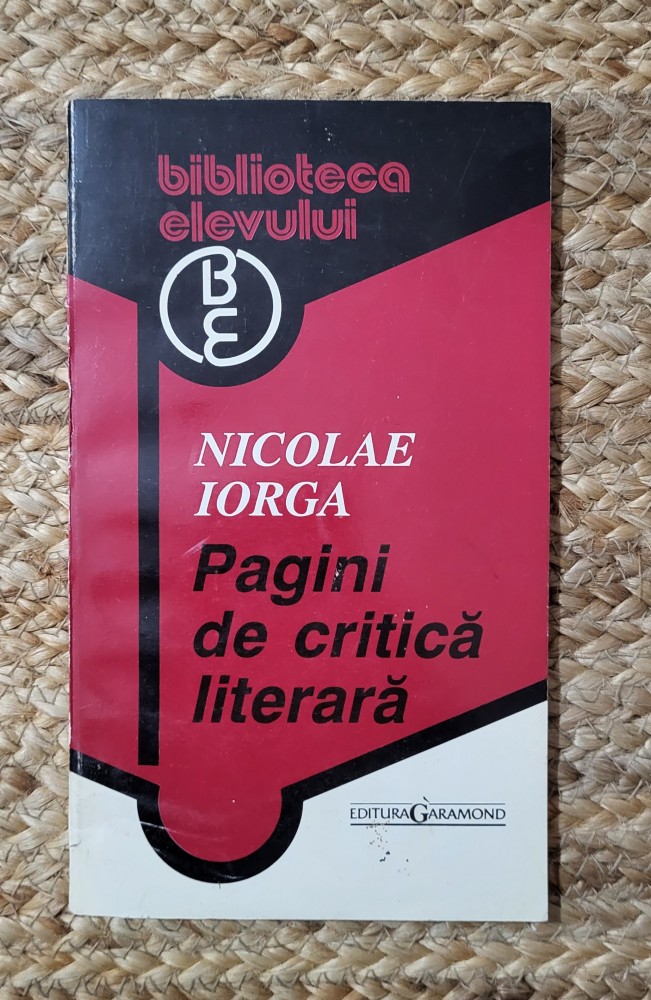 biblioteca
elevului
BE
NICOLAE
IORGA
Pagini
de critică
literară
EDITURA GARAMOND